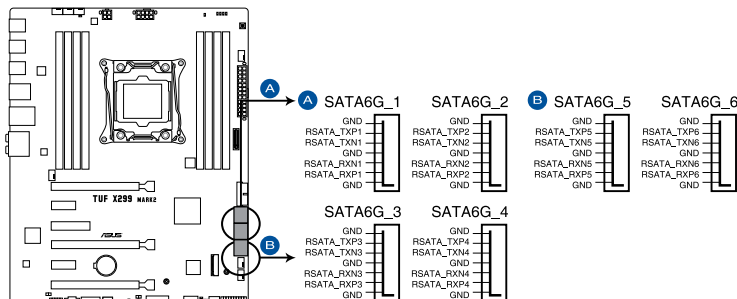 A
A SATA6G_1
GND
RSATA_TXP1
RSATA_TXN1
GND
RSATA_RXN1
RSATA_RXP1
GND
SATA6G_2
GND
RSATA_TXP2
RSATA_TXN2
GND
RSATA_RXN2
RSATA_RXP2
GND
B SATA6G_5
GND
RSATA_TXP5
RSATA_TXN5
GND
RSATA_RXN5
RSATA_RXP5
GND
SATA6G_6
GND
RSATA_TXP6
RSATA_TXN6
GND
RSATA_RXN6
RSATA_RXP6
GND
TUF X299 MARK2
ASUS
B
SATA6G_3
GND
RSATA_TXP3
RSATA_TXN3
GND
RSATA_RXN3
RSATA_RXP3
GND
SATA6G_4
GND
RSATA_TXP4
RSATA_TXN4
GND
RSATA_RXN4
RSATA_RXP4
GND